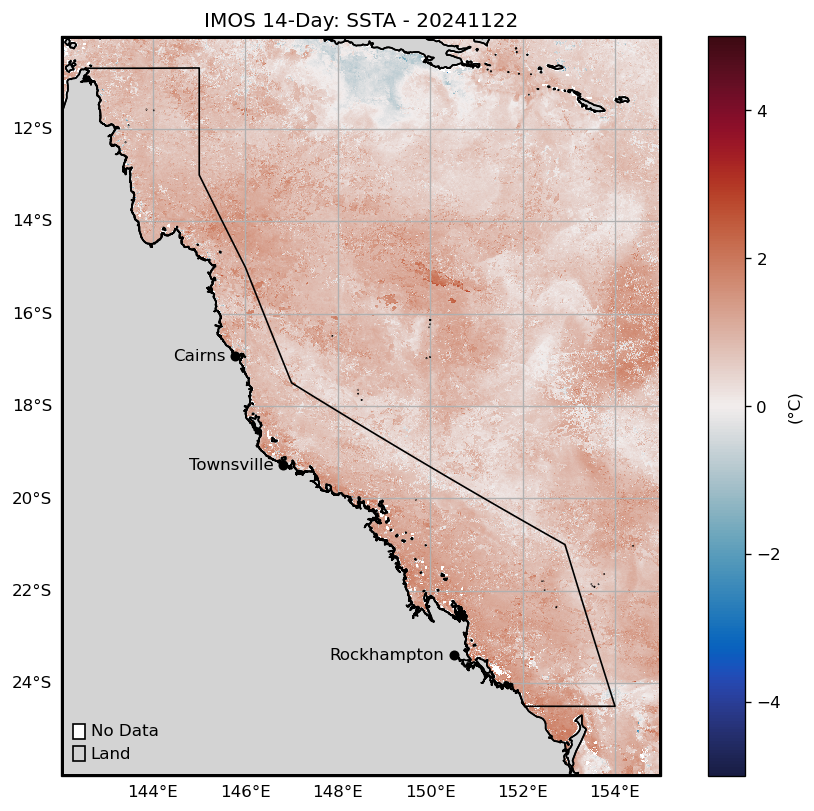 IMOS 14-Day: SSTA - 20241122
12°S
14°S
16°S
18°S
20°S
22°S
24°S
Cairns
Townsville
Rockhampton
No Data
Land
144°E 146°E 148°E 150°E 152°E 154°E
4
2
0
−2
−4
(°C)